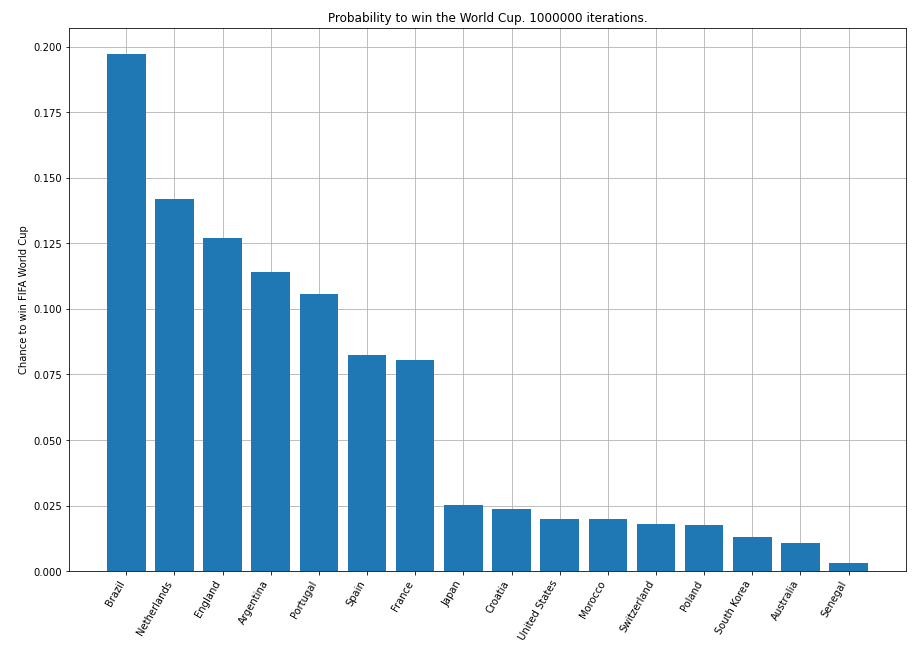 Probability to win the World Cup. 1000000 iterations.
Chance to win FIFA World Cup
0.200
0.175
0.150
0.125
0.100
0.075
0.050
0.025
0.000
Brazil
Netherlands
England
Argentina
Portugal
Spain
France
Japan
Croatia
United States
Morocco
Switzerland
Poland
South Korea
Australia
Senegal